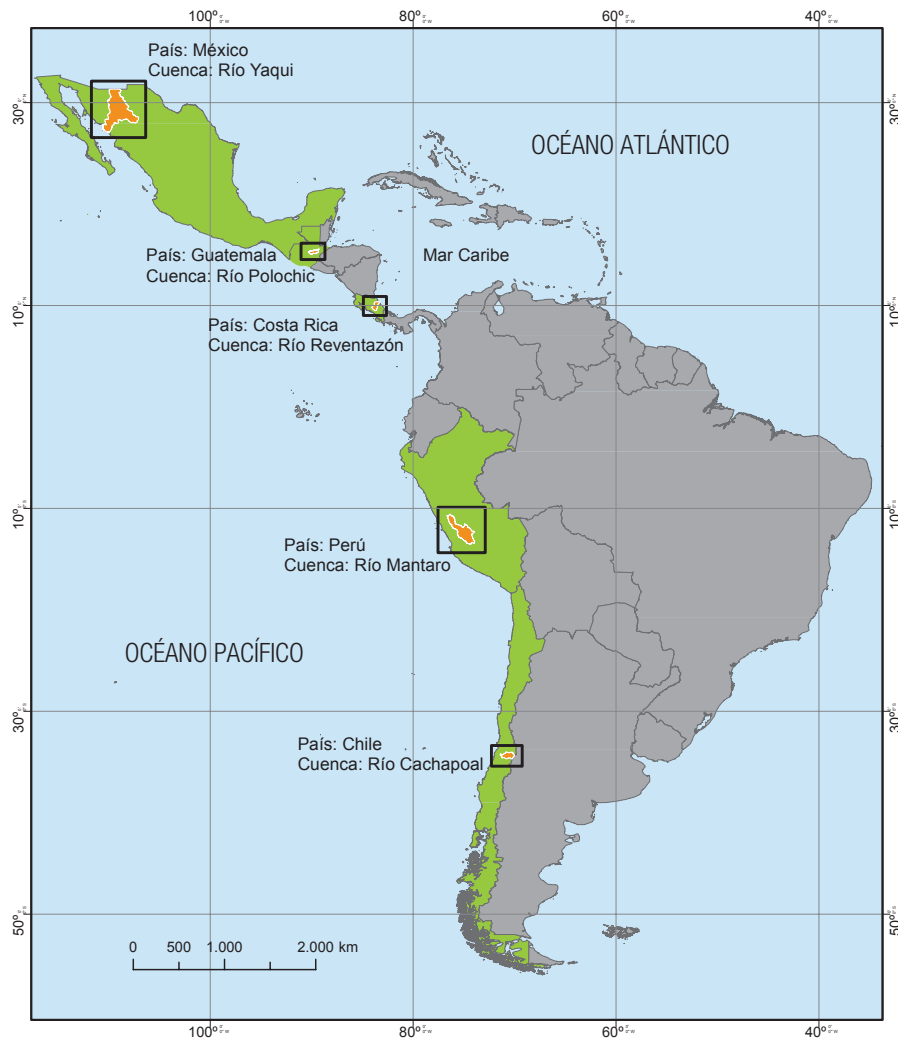 100° 80° 60° 40°
País: México
Cuenca: Río Yaqui
30° 30°
OCÉANO ATLÁNTICO
País: Guatemala
Cuenca: Río Polochic
Mar Caribe
10° 10°
País: Costa Rica
Cuenca: Río Reventazón
10° 10°
País: Perú
Cuenca: Río Mantaro
OCÉANO PACÍFICO
30° 30°
País: Chile
Cuenca: Río Cachapoal
50° 50°
0 500 1.000 2.000 km
100° 80° 60° 40°